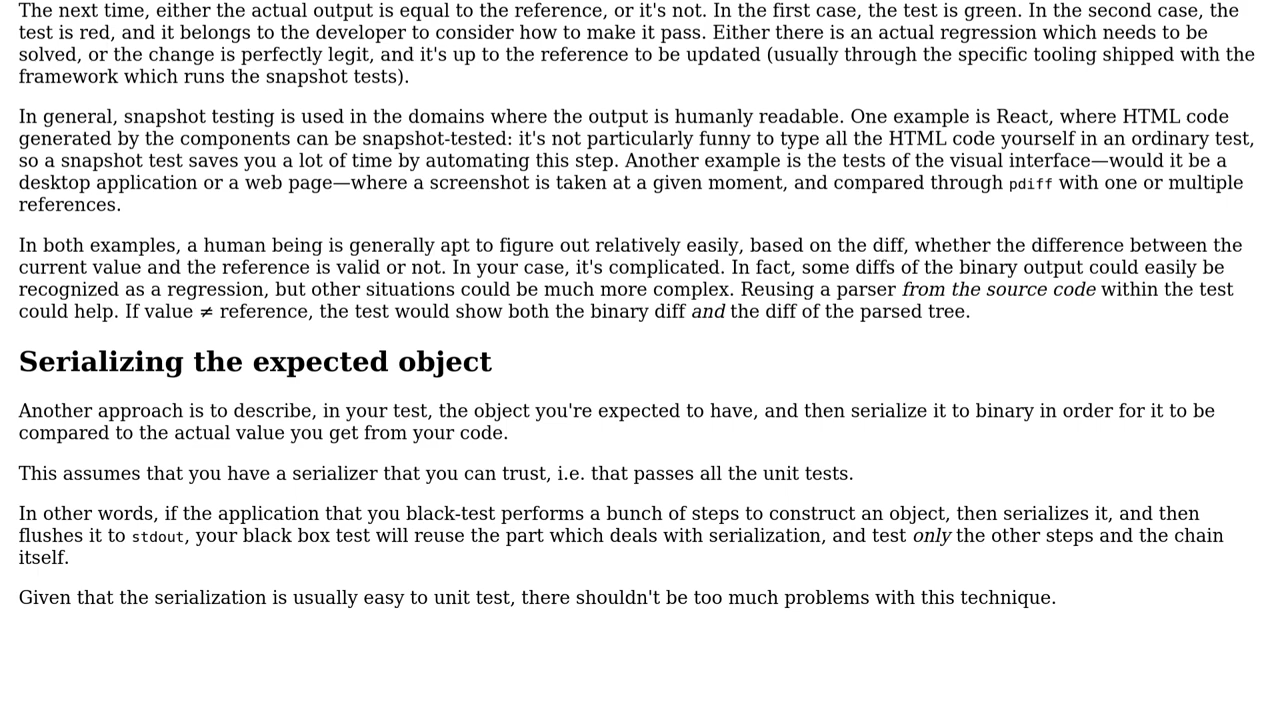 The next time, either the actual output is equal to the reference, or it's not. In the first case, the test is green. In the second case, the
test is red, and it belongs to the developer to consider how to make it pass. Either there is an actual regression which needs to be
solved, or the change is perfectly legit, and it's up to the reference to be updated (usually through the specific tooling shipped with the
framework which runs the snapshot tests).
In general, snapshot testing is used in the domains where the output is humanly readable. One example is React, where HTML code
generated by the components can be snapshot-tested: it's not particularly funny to type all the HTML code yourself in an ordinary test,
so a snapshot test saves you a lot of time by automating this step. Another example is the tests of the visual interface—would it be a
desktop application or a web page—where a screenshot is taken at a given moment, and compared through pdiff with one or multiple
references.
In both examples, a human being is generally apt to figure out relatively easily, based on the diff, whether the difference between the
current value and the reference is valid or not. In your case, it's complicated. In fact, some diffs of the binary output could easily be
recognized as a regression, but other situations could be much more complex. Reusing a parser from the source code within the test
could help. If value ≠ reference, the test would show both the binary diff and the diff of the parsed tree.
Serializing the expected object
Another approach is to describe, in your test, the object you're expected to have, and then serialize it to binary in order for it to be
compared to the actual value you get from your code.
This assumes that you have a serializer that you can trust, i.e. that passes all the unit tests.
In other words, if the application that you black-test performs a bunch of steps to construct an object, then serializes it, and then
flushes it to stdout, your black box test will reuse the part which deals with serialization, and test only the other steps and the chain
itself.
Given that the serialization is usually easy to unit test, there shouldn't be too much problems with this technique.